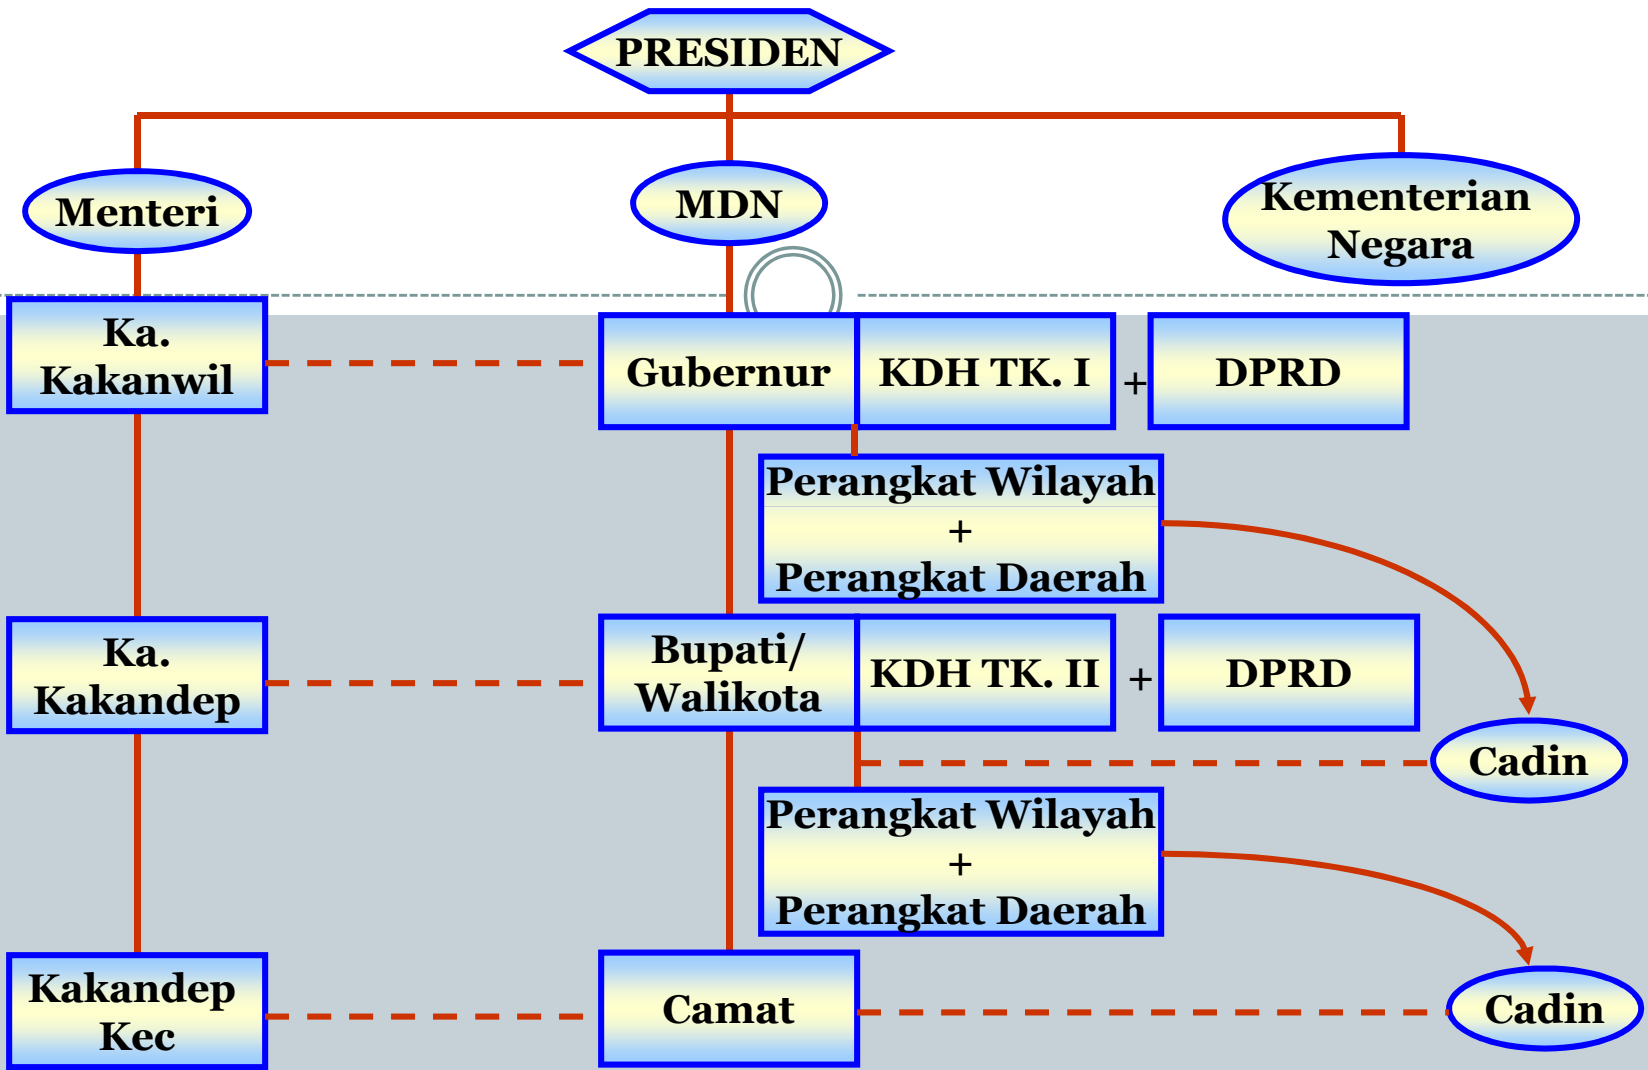 PRESIDEN
Menteri
MDN
Kementerian
Negara
Ka.
Kakanwil
Gubernur
KDH TK. I
+
DPRD
Perangkat Wilayah
+
Perangkat Daerah
Ka.
Kakandep
Bupati/
Walikota
KDH TK. II
+
DPRD
Cadin
Perangkat Wilayah
+
Perangkat Daerah
Kakandep
Kec
Camat
Cadin